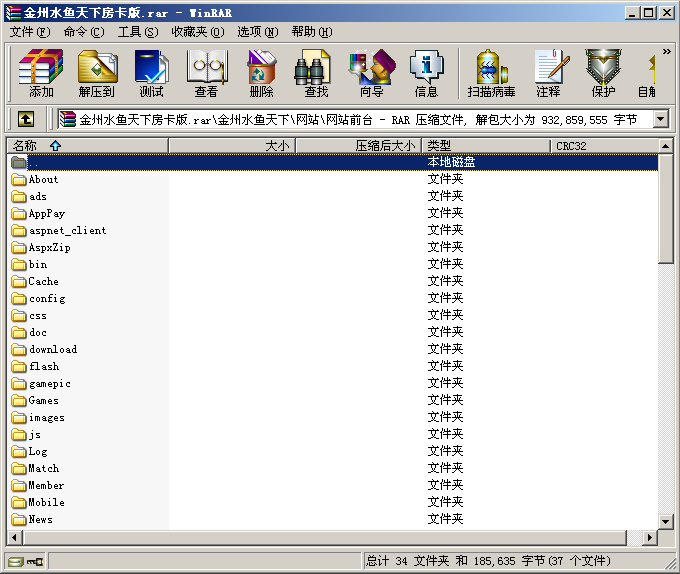 金州水鱼天下房卡版.rar - WinRAR
文件(F) 命令(C) 工具(S) 收藏夹(O) 选项(N) 帮助(H)
添加 解压到 测试 查看 删除 查找 向导 信息 扫描病毒 注释 保护 自解
金州水鱼天下房卡版.rar\金州水鱼天下\网站\网站前台 - RAR 压缩文件, 解包大小为 932,859,555 字节
名称 大小 压缩后大小 类型 CRC32
.. 本地磁盘
About 文件夹
ads 文件夹
AppPay 文件夹
aspnet_client 文件夹
AspxZip 文件夹
bin 文件夹
Cache 文件夹
config 文件夹
css 文件夹
doc 文件夹
download 文件夹
flash 文件夹
gamepic 文件夹
Games 文件夹
images 文件夹
js 文件夹
Log 文件夹
Match 文件夹
Member 文件夹
Mobile 文件夹
News 文件夹
总计 34 文件夹 和 185,635 字节(37 个文件)